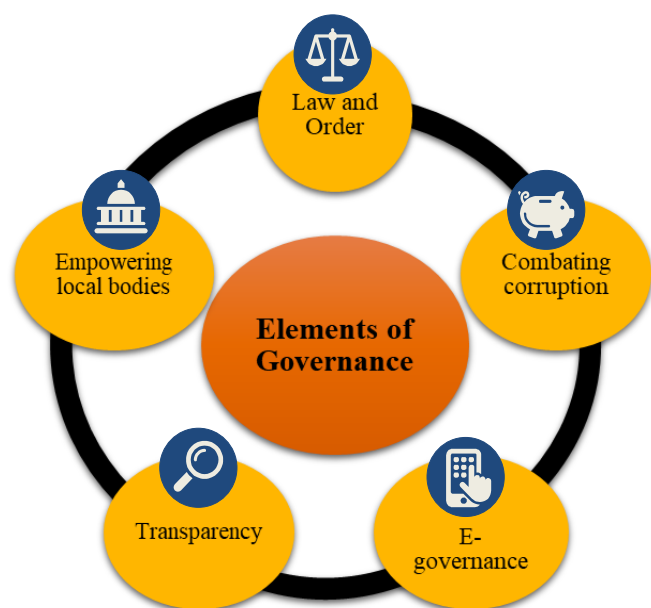 Law and
Order
Empowering
local bodies
Combating
corruption
Elements of
Governance
Transparency
E-
governance